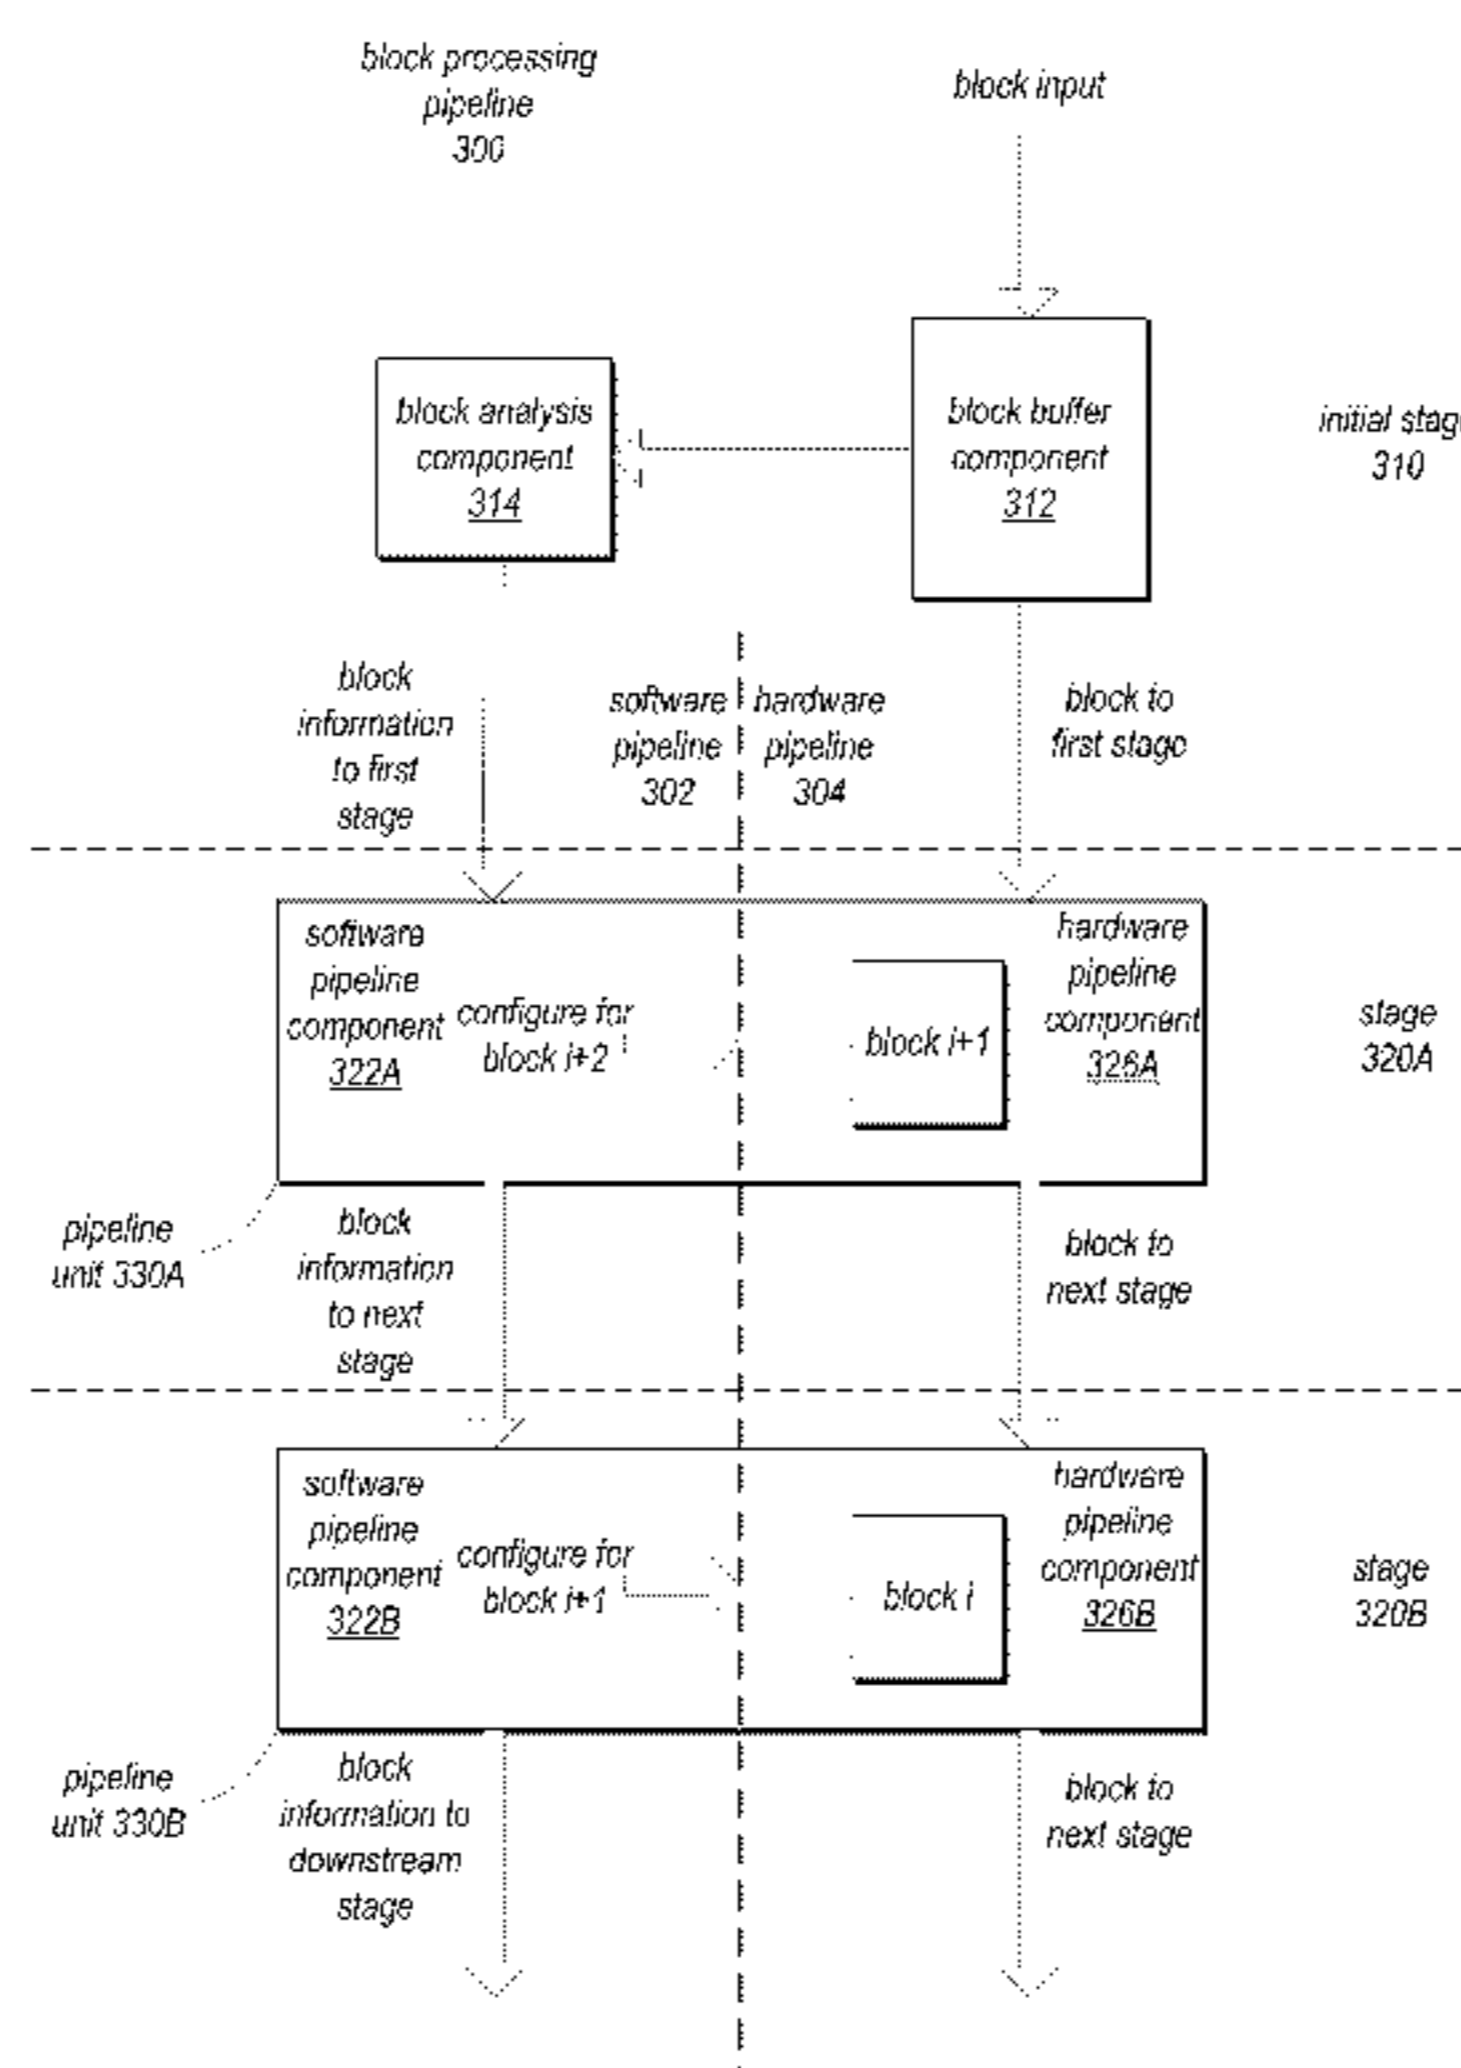 block processing
pipeline
300
block input
block analysis
component
314
block buffer
component
312
initial stage
310
block
information
to first
stage
software
pipeline
302
hardware
pipeline
304
block to
first stage
software
pipeline
component
322A
configure for
block i+2
block i+1
hardware
pipeline
component
326A
stage
320A
pipeline
unit 330A
block
information
to next
stage
block to
next stage
software
pipeline
component
322B
configure for
block i+1
block i
hardware
pipeline
component
326B
stage
320B
pipeline
unit 330B
block
information to
downstream
stage
block to
next stage